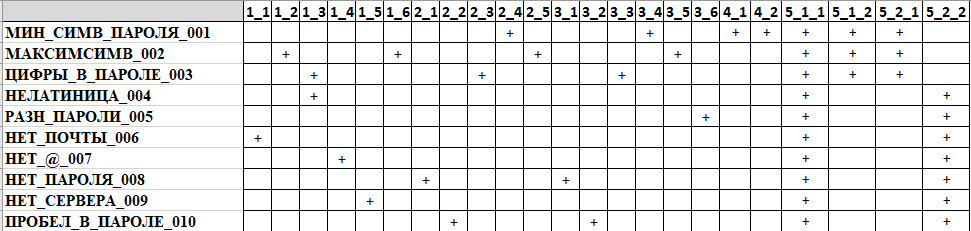 1_1 1_2 1_3 1_4 1_5 1_6 2_1 2_2 2_3 2_4 2_5 3_1 3_2 3_3 3_4 3_5 3_6 4_1 4_2 5_1_1 5_1_2 5_2_1 5_2_2
МИН_СИМВ_ПАРОЛЯ_001 + + + + + + +
МАКСИМСИМВ_002 + + + + + + +
ЦИФРЫ_В_ПАРОЛЕ_003 + + + + + +
НЕЛАТИНИЦА_004 + + +
РАЗН_ПАРОЛИ_005 + + +
НЕТ_ПОЧТЫ_006 + + +
НЕТ_@_007 + + +
НЕТ_ПАРОЛЯ_008 + + + +
НЕТ_СЕРВЕРА_009 + + +
ПРОБЕЛ_В_ПАРОЛЕ_010 + + + +